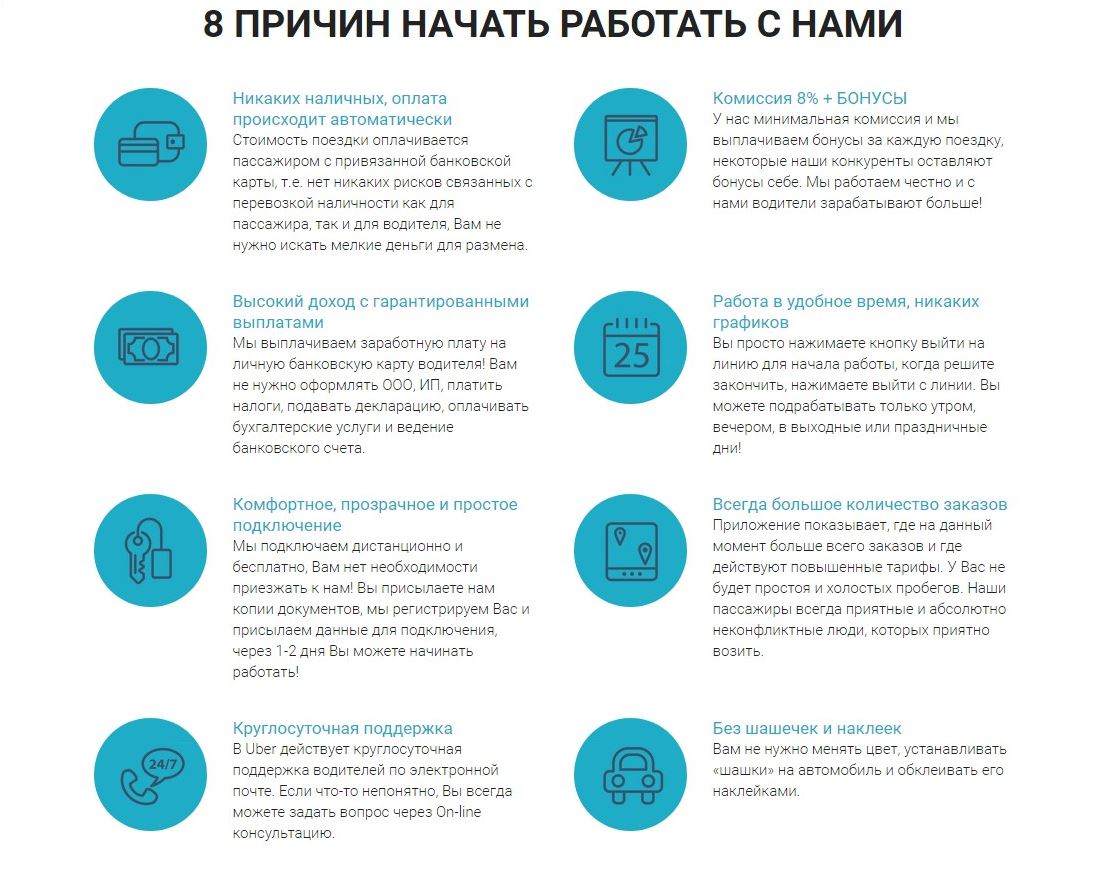 8 ПРИЧИН НАЧАТЬ РАБОТАТЬ С НАМИ
Никаких наличных, оплата
происходит автоматически
Стоимость поездки оплачивается
пассажиром с привязанной банковской
карты, т.е. нет никаких рисков связанных с
перевозкой наличности как для
пассажира, так и для водителя, Вам не
нужно искать мелкие деньги для размена.
Комиссия 8% + БОНУСЫ
У нас минимальная комиссия и мы
выплачиваем бонусы за каждую поездку,
некоторые наши конкуренты оставляют
бонусы себе. Мы работаем честно и с
нами водители зарабатывают больше!
Высокий доход с гарантированными
выплатами
Мы выплачиваем заработную плату на
личную банковскую карту водителя! Вам
не нужно оформлять ООО, ИП, платить
налоги, подавать декларацию, оплачивать
бухгалтерские услуги и ведение
банковского счета.
25
Работа в удобное время, никаких
графиков
Вы просто нажимаете кнопку выйти на
линию для начала работы, когда решите
закончить, нажимаете выйти с линии. Вы
можете подрабатывать только утром,
вечером, в выходные или праздничные
дни!
Комфортное, прозрачное и простое
подключение
Мы подключаем дистанционно и
бесплатно, Вам нет необходимости
приезжать к нам! Вы присылаете нам
копии документов, мы регистрируем Вас и
присылаем данные для подключения,
через 1-2 дня Вы можете начинать
работать!
Всегда большое количество заказов
Приложение показывает, где на данный
момент больше всего заказов и где
действуют повышенные тарифы. У Вас не
будет простоя и холостых пробегов. Наши
пассажиры всегда приятные и абсолютно
неконфликтные люди, которых приятно
возить.
24/7
Круглосуточная поддержка
В Uber действует круглосуточная
поддержка водителей по электронной
почте. Если что-то непонятно, Вы всегда
можете задать вопрос через On-line
консультацию.
Без шашечек и наклеек
Вам не нужно менять цвет, устанавливать
«шашки» на автомобиль и обклеивать его
наклейками.